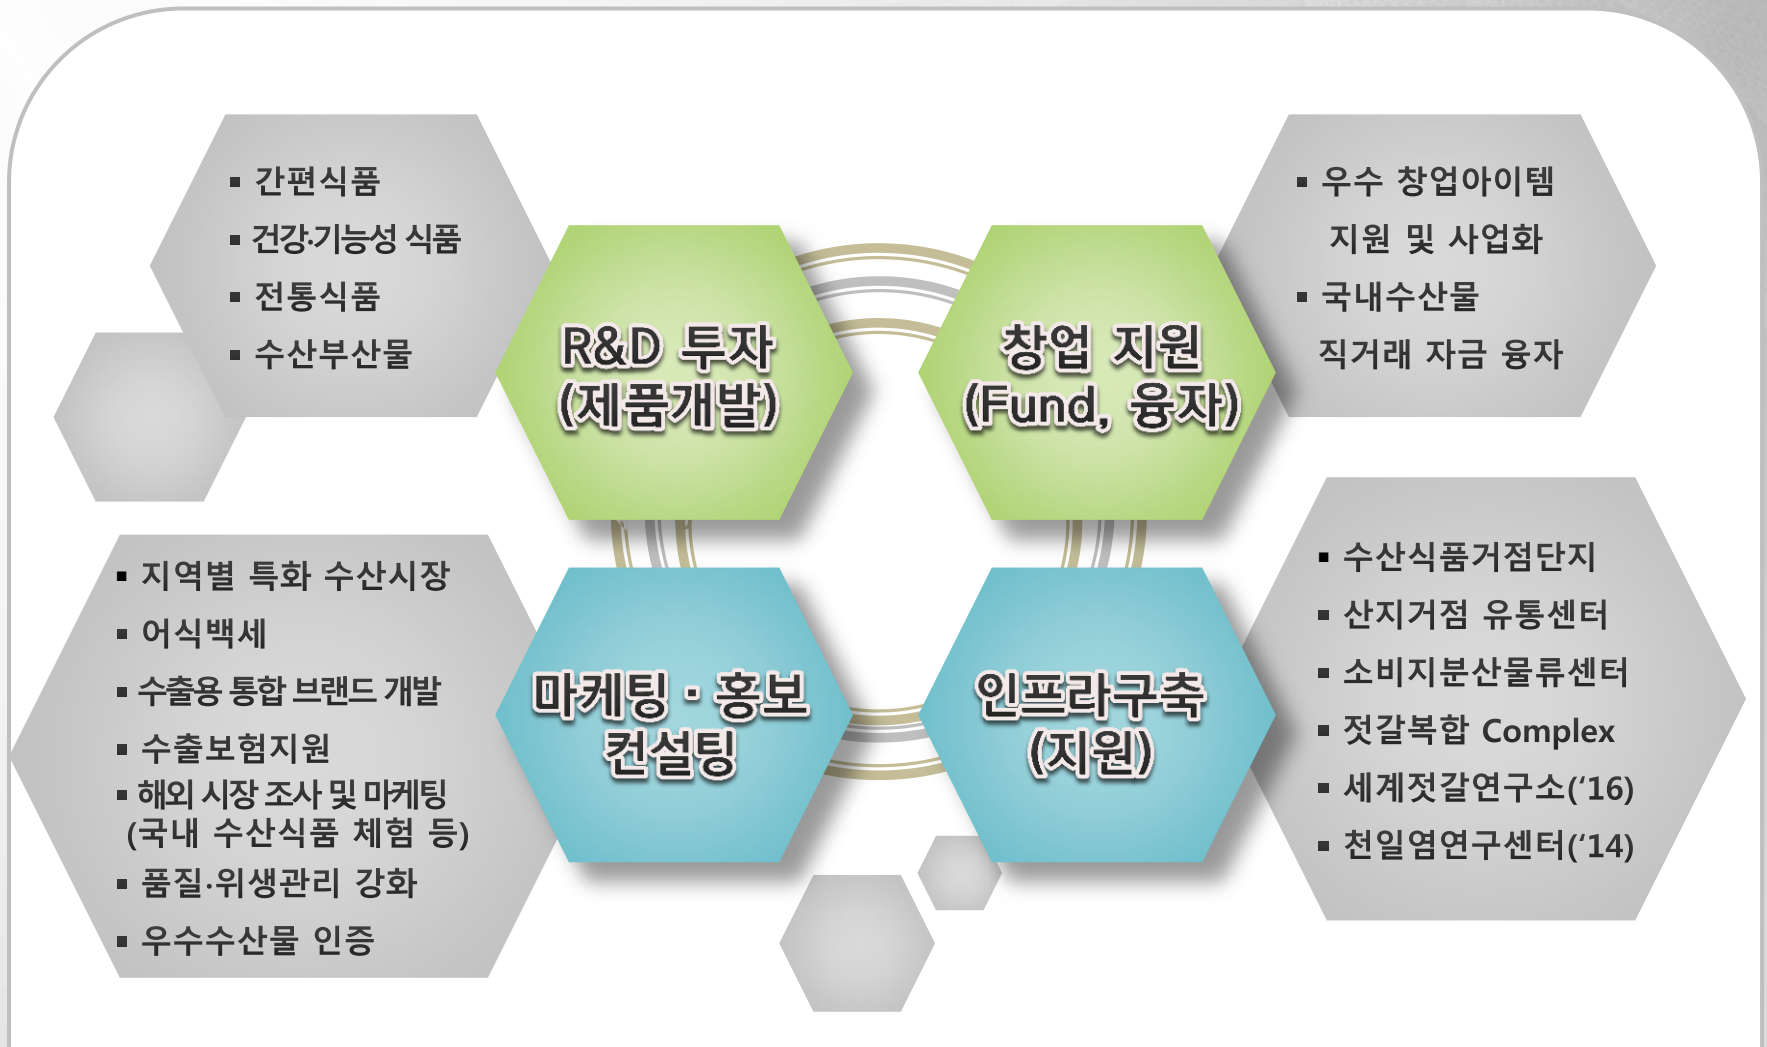 ▪ 간편식품
▪ 건강·기능성 식품
▪ 전통식품
▪ 수산부산물
R&D 투자
(제품개발)
창업 지원
(Fund, 융자)
▪ 우수 창업아이템
지원 및 사업화
▪ 국내수산물
직거래 자금 융자
▪ 지역별 특화 수산시장
▪ 어식백세
▪ 수출용 통합 브랜드 개발
▪ 수출보험지원
▪ 해외 시장 조사 및 마케팅
(국내 수산식품 체험 등)
▪ 품질·위생관리 강화
▪ 우수수산물 인증
마케팅 · 홍보
컨설팅
인프라구축
(지원)
▪ 수산식품거점단지
▪ 산지거점 유통센터
▪ 소비지분산물류센터
▪ 젓갈복합 Complex
▪ 세계젓갈연구소(‘16)
▪ 천일염연구센터(‘14)